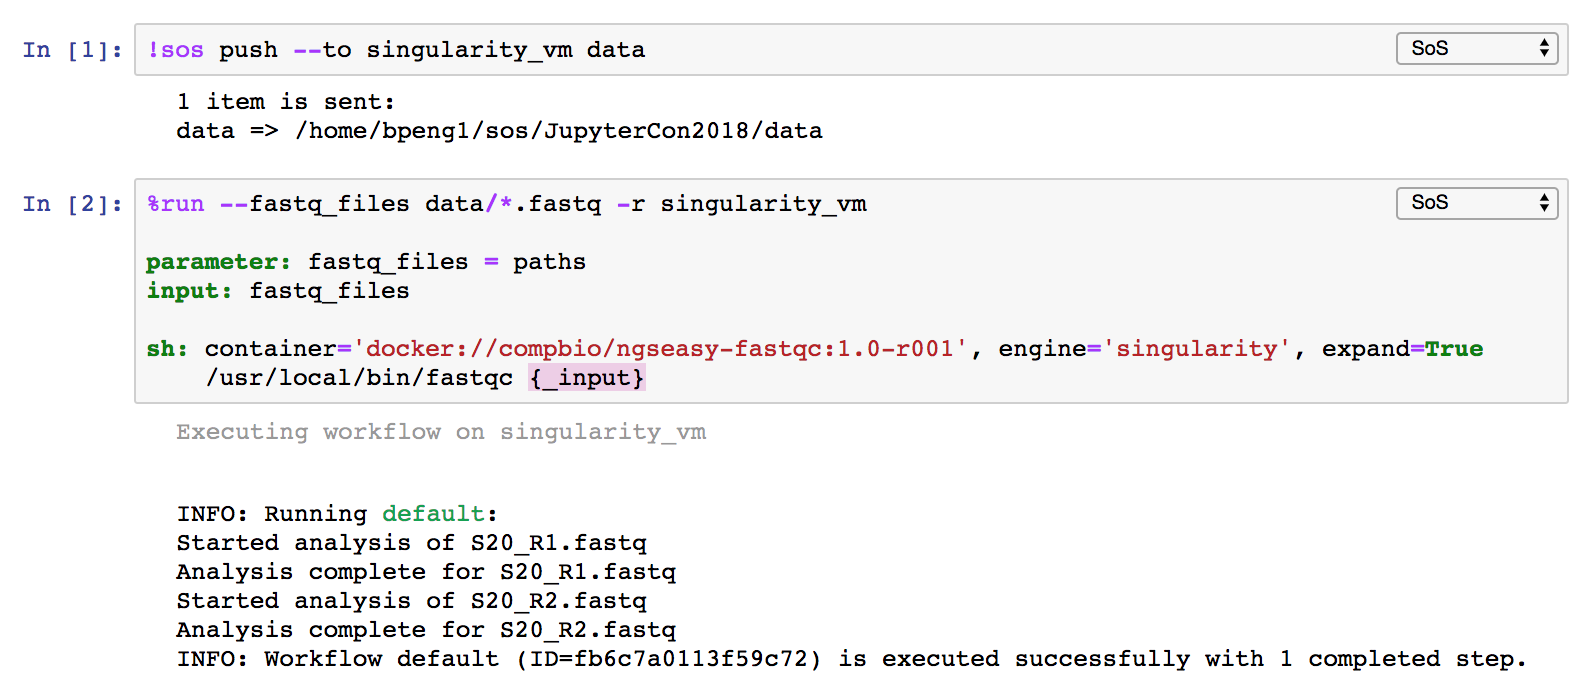 In [1]: !sos push --to singularity_vm data SoS
1 item is sent:
data => /home/bpeng1/sos/JupyterCon2018/data
In [2]: %run --fastq_files data/*.fastq -r singularity_vm SoS
parameter: fastq_files = paths
input: fastq_files
sh: container='docker://compbio/ngseasy-fastqc:1.0-r001', engine='singularity', expand=True
/usr/local/bin/fastqc {_input}
Executing workflow on singularity_vm
INFO: Running default:
Started analysis of S20_R1.fastq
Analysis complete for S20_R1.fastq
Started analysis of S20_R2.fastq
Analysis complete for S20_R2.fastq
INFO: Workflow default (ID=fb6c7a0113f59c72) is executed successfully with 1 completed step.